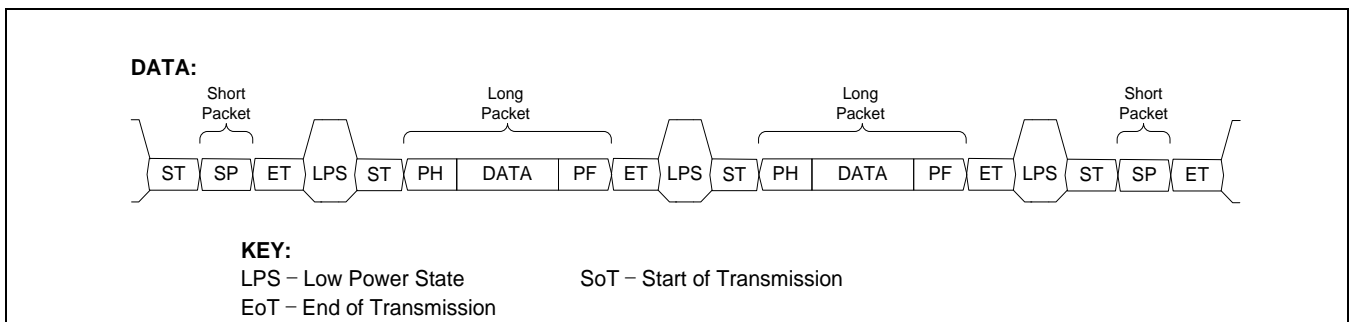 DATA:
Short Packet
Long Packet
Long Packet
Short Packet
ST SP ET LPS ST PH DATA PF ET LPS ST PH DATA PF ET LPS ST SP ET
KEY:
LPS – Low Power State SoT – Start of Transmission
EoT – End of Transmission